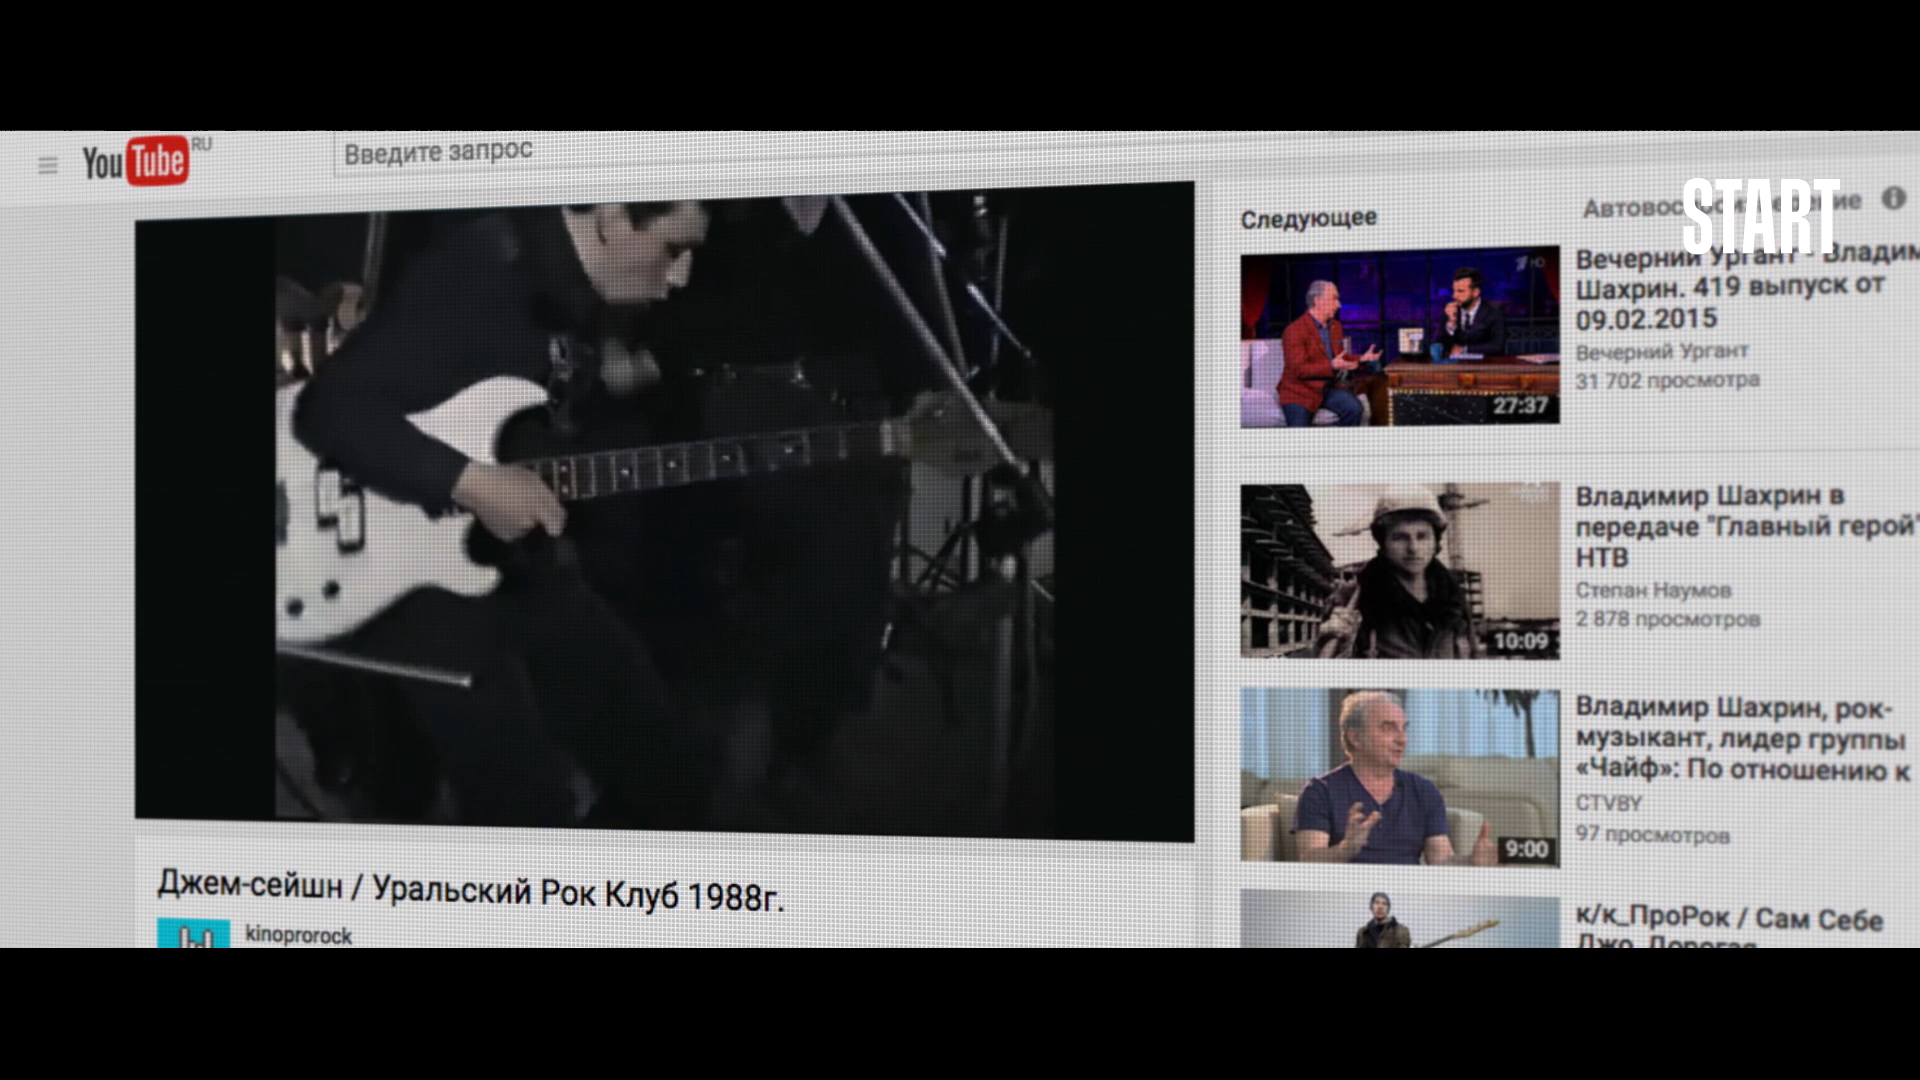 YouTube RU
Введите запрос
START
Следующее
Вечерний Ургант - Владим
Шахрин. 419 выпуск от
09.02.2015
Вечерний Ургант
31 702 просмотра
27:37
Владимир Шахрин в
передаче "Главный герой"
НТВ
Степан Наумов
2 878 просмотров
10:09
Владимир Шахрин, рок-
музыкант, лидер группы
«Чайф»: По отношению к
CTVBY
97 просмотров
9:00
к/к_ПроРок / Сам Себе
Джо_Дорогая
Джем-сейшн / Уральский Рок Клуб 1988г.
kinoprorock